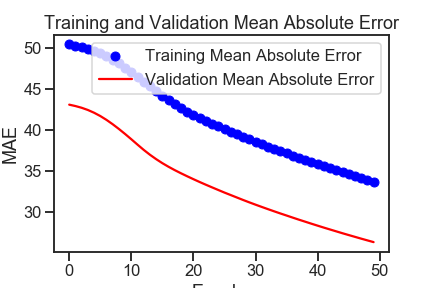 Training and Validation Mean Absolute Error
50
Training Mean Absolute Error
Validation Mean Absolute Error
45
40
MAE
35
30
0 10 20 30 40 50